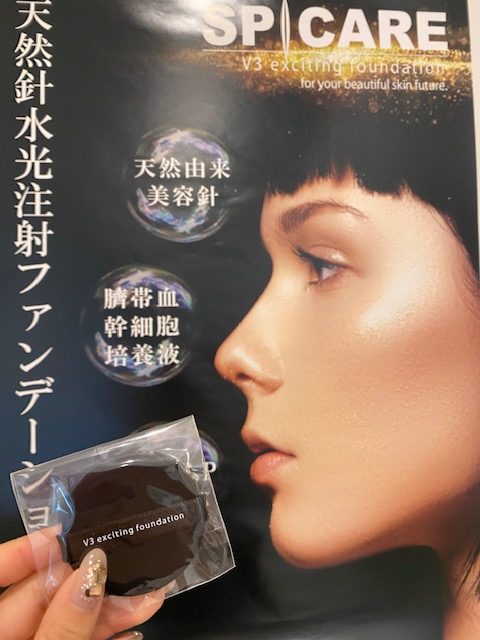 天然針水光注射ファンデーショ
SPICARE
V3 exciting foundation
for your beautiful skin future.
天然由来
美容針
臍帯血
幹細胞
培養液
P
V3 exciting foundation